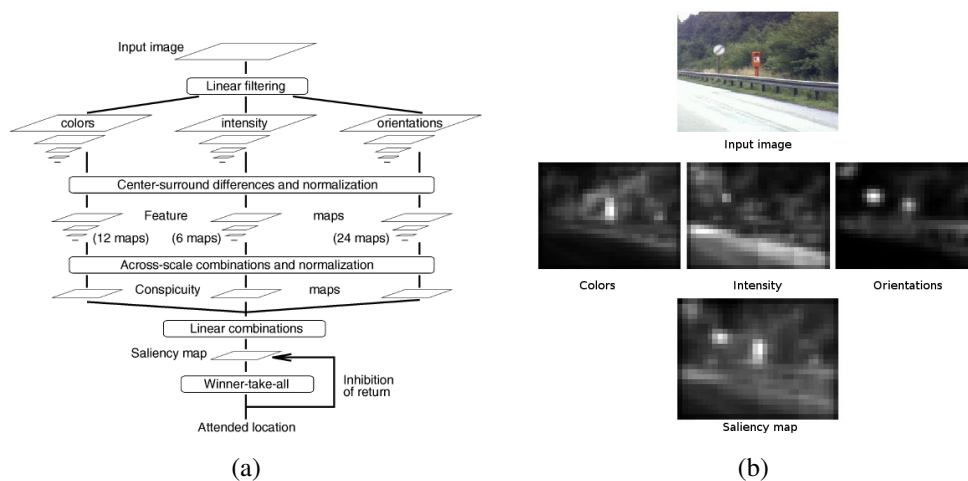 Input image
Linear filtering
colors
intensity
orientations
Center-surround differences and normalization
Feature
maps
(12 maps)
(6 maps)
(24 maps)
Across-scale combinations and normalization
Conspicuity
maps
Linear combinations
Saliency map
Winner-take-all
Inhibition
of return
Attended location
(a)
Input image
Colors
Intensity
Orientations
Saliency map
(b)